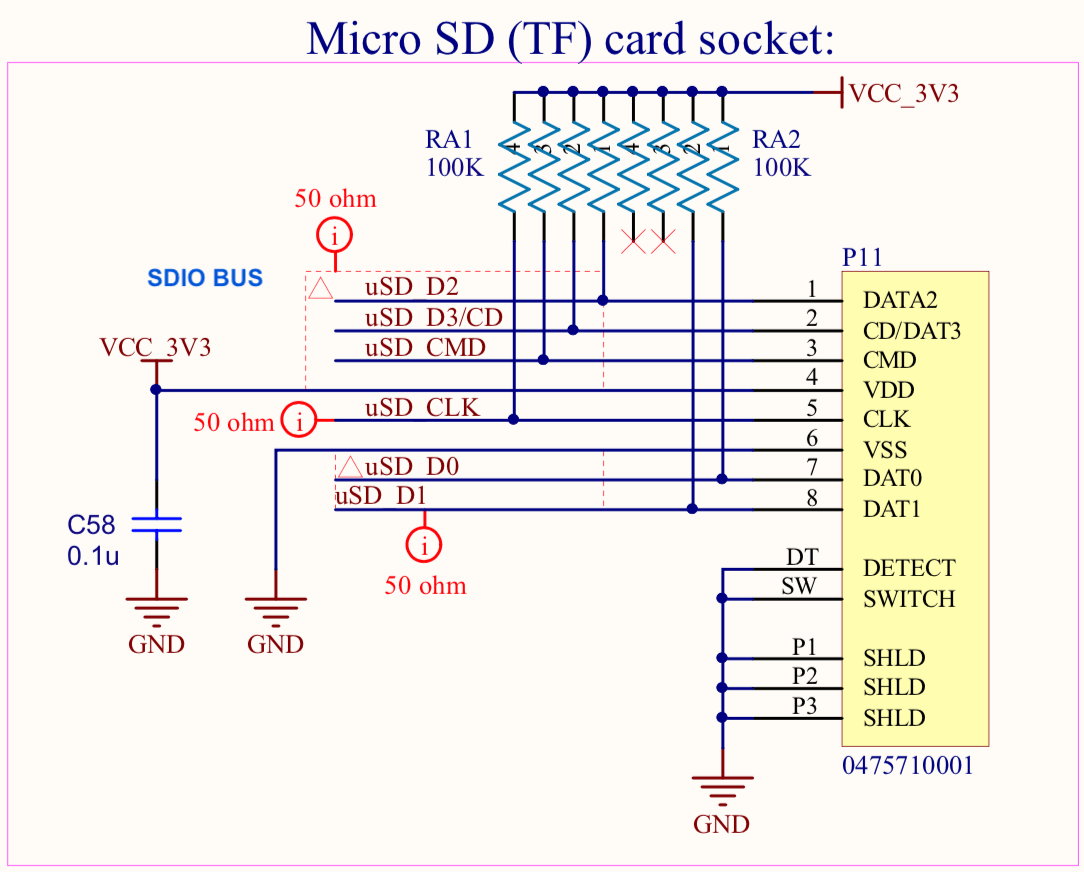 Micro SD (TF) card socket:
VCC_3V3
RA1
100K
4 3 2 1 4 3 2 1
RA2
100K
50 ohm
i
SDIO BUS
P11
uSD_D2
1
DATA2
uSD_D3/CD
2
CD/DAT3
VCC_3V3
uSD_CMD
3
CMD
4
VDD
50 ohm
i
uSD_CLK
5
CLK
6
VSS
uSD_D0
7
DAT0
uSD_D1
8
DAT1
C58
0.1u
i
50 ohm
DT
DETECT
SW
SWITCH
GND
GND
P1
SHLD
P2
SHLD
P3
SHLD
0475710001
GND